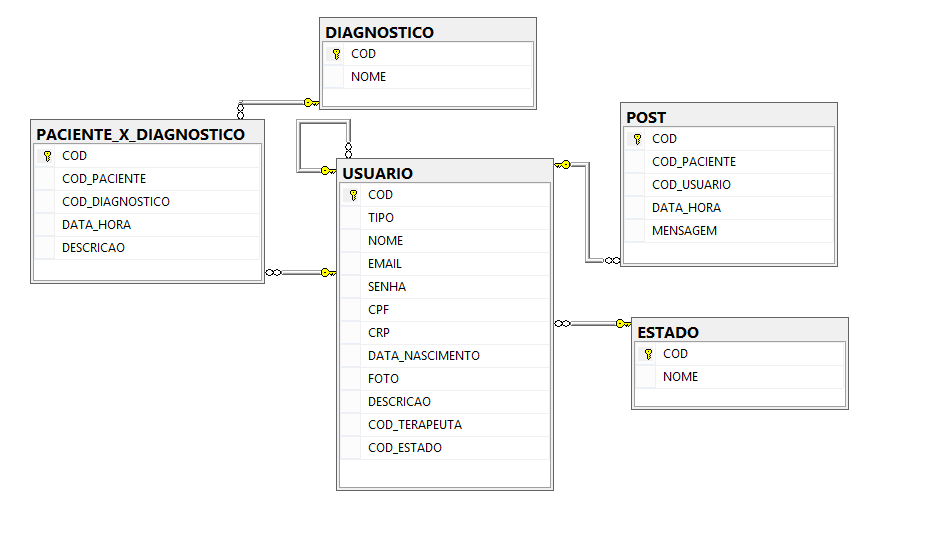 DIAGNOSTICO
COD
NOME
PACIENTE_X_DIAGNOSTICO
COD
COD_PACIENTE
COD_DIAGNOSTICO
DATA_HORA
DESCRICAO
USUARIO
COD
TIPO
NOME
EMAIL
SENHA
CPF
CRP
DATA_NASCIMENTO
FOTO
DESCRICAO
COD_TERAPEUTA
COD_ESTADO
POST
COD
COD_PACIENTE
COD_USUARIO
DATA_HORA
MENSAGEM
ESTADO
COD
NOME